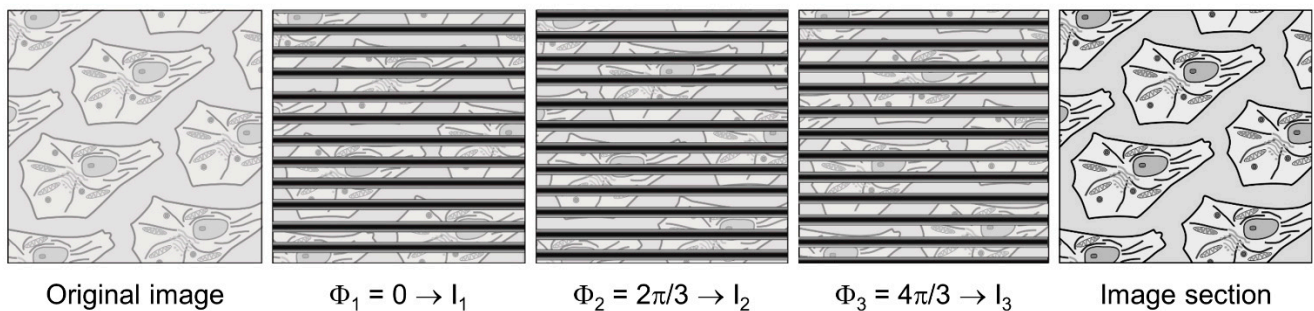 Original image
Φ₁ = 0 → I₁
Φ₂ = 2π/3 → I₂
Φ₃ = 4π/3 → I₃
Image section